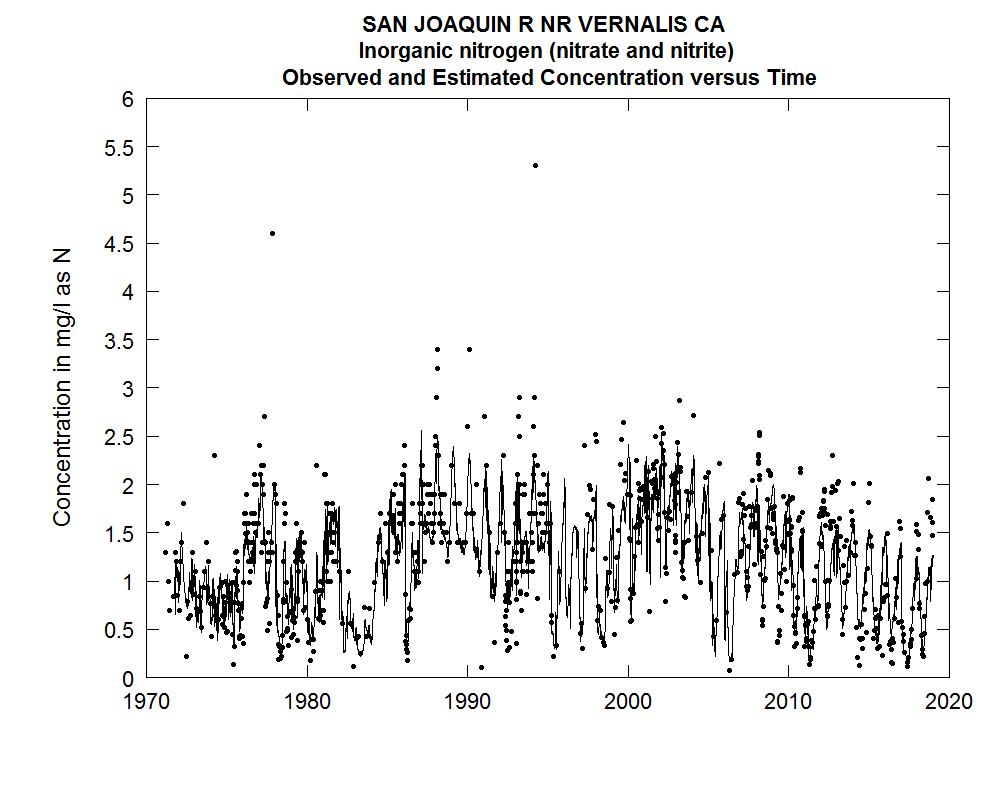 SAN JOAQUIN R NR VERNALIS CA
Inorganic nitrogen (nitrate and nitrite)
Observed and Estimated Concentration versus Time
Concentration in mg/l as N
6
5.5
5
4.5
4
3.5
3
2.5
2
1.5
1
0.5
0
1970 1980 1990 2000 2010 2020